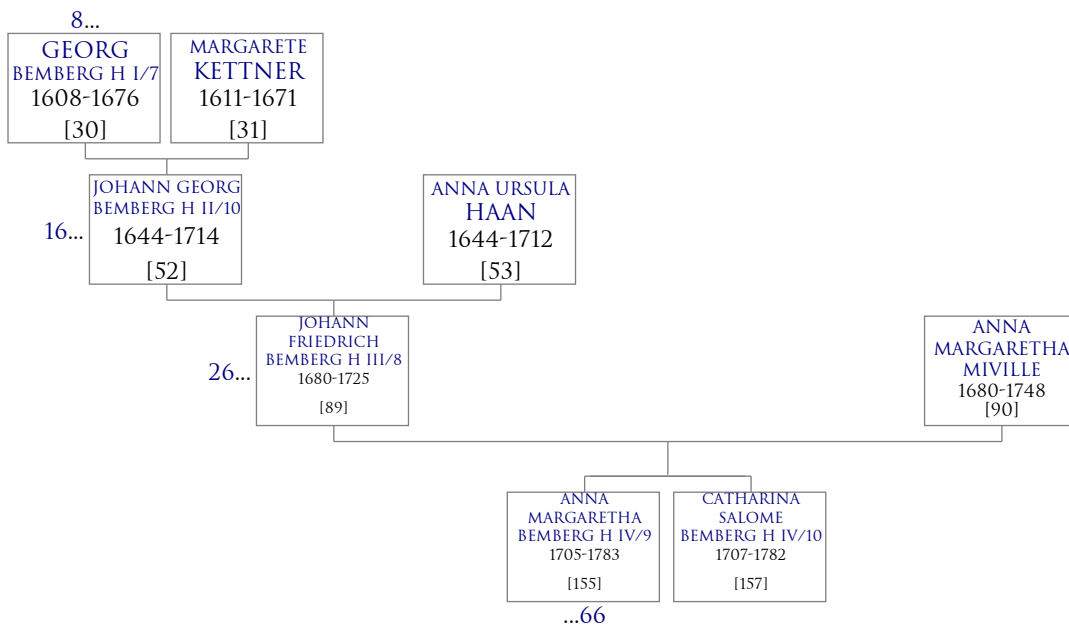 8...
GEORG
BEMBERG H I/7
1608-1676
[30]
MARGARETE
KETTNER
1611-1671
[31]
16...
JOHANN GEORG
BEMBERG H II/10
1644-1714
[52]
ANNA URSULA
HAAN
1644-1712
[53]
26...
JOHANN
FRIEDRICH
BEMBERG H III/8
1680-1725
[89]
ANNA
MARGARETHA
MIVILLE
1680-1748
[90]
ANNA
MARGARETHA
BEMBERG H IV/9
1705-1783
[155]
...66
CATHARINA
SALOME
BEMBERG H IV/10
1707-1782
[157]